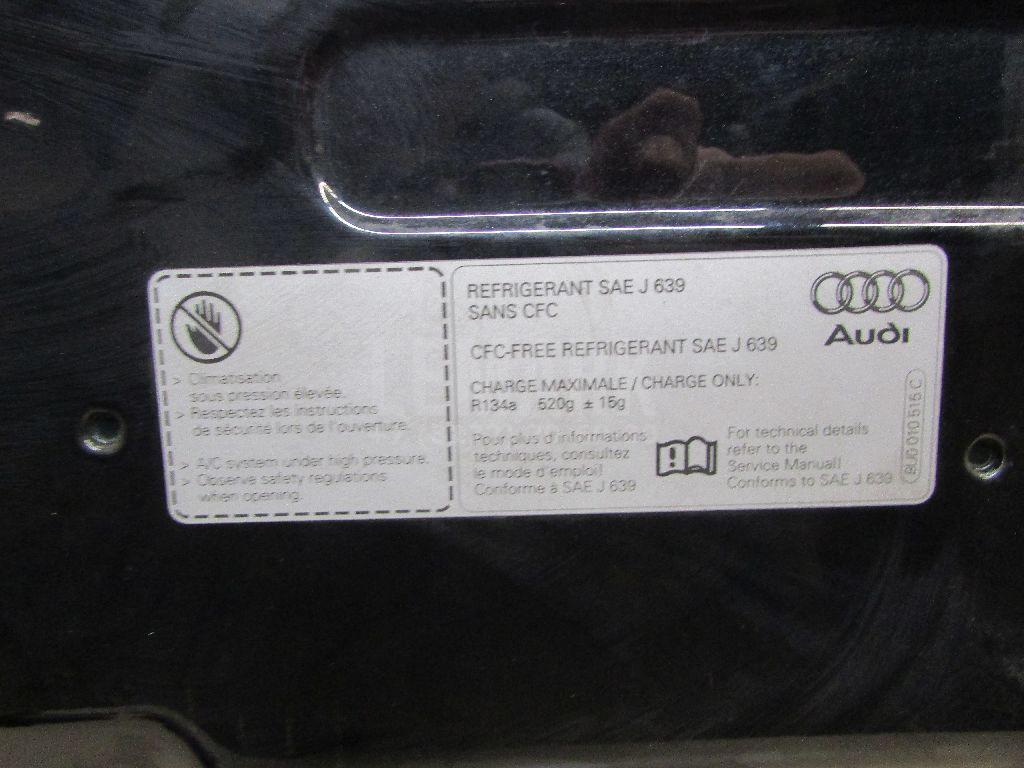 > Climatisation
sous pression élevée.
> Respectez les instructions
de sécurité lors de l'ouverture.
> A/C system under high pressure.
> Observe safety regulations
when opening.
REFRIGERANT SAE J 639
SANS CFC
CFC-FREE REFRIGERANT SAE J 639
CHARGE MAXIMALE / CHARGE ONLY:
R134a 520g ± 15g
Pour plus d'informations
techniques, consultez
le mode d'emploi!
Conforme à SAE J 639
For technical details
refer to the
Service Manual!
Conforms to SAE J 639
Audi
8U0 010 515 C